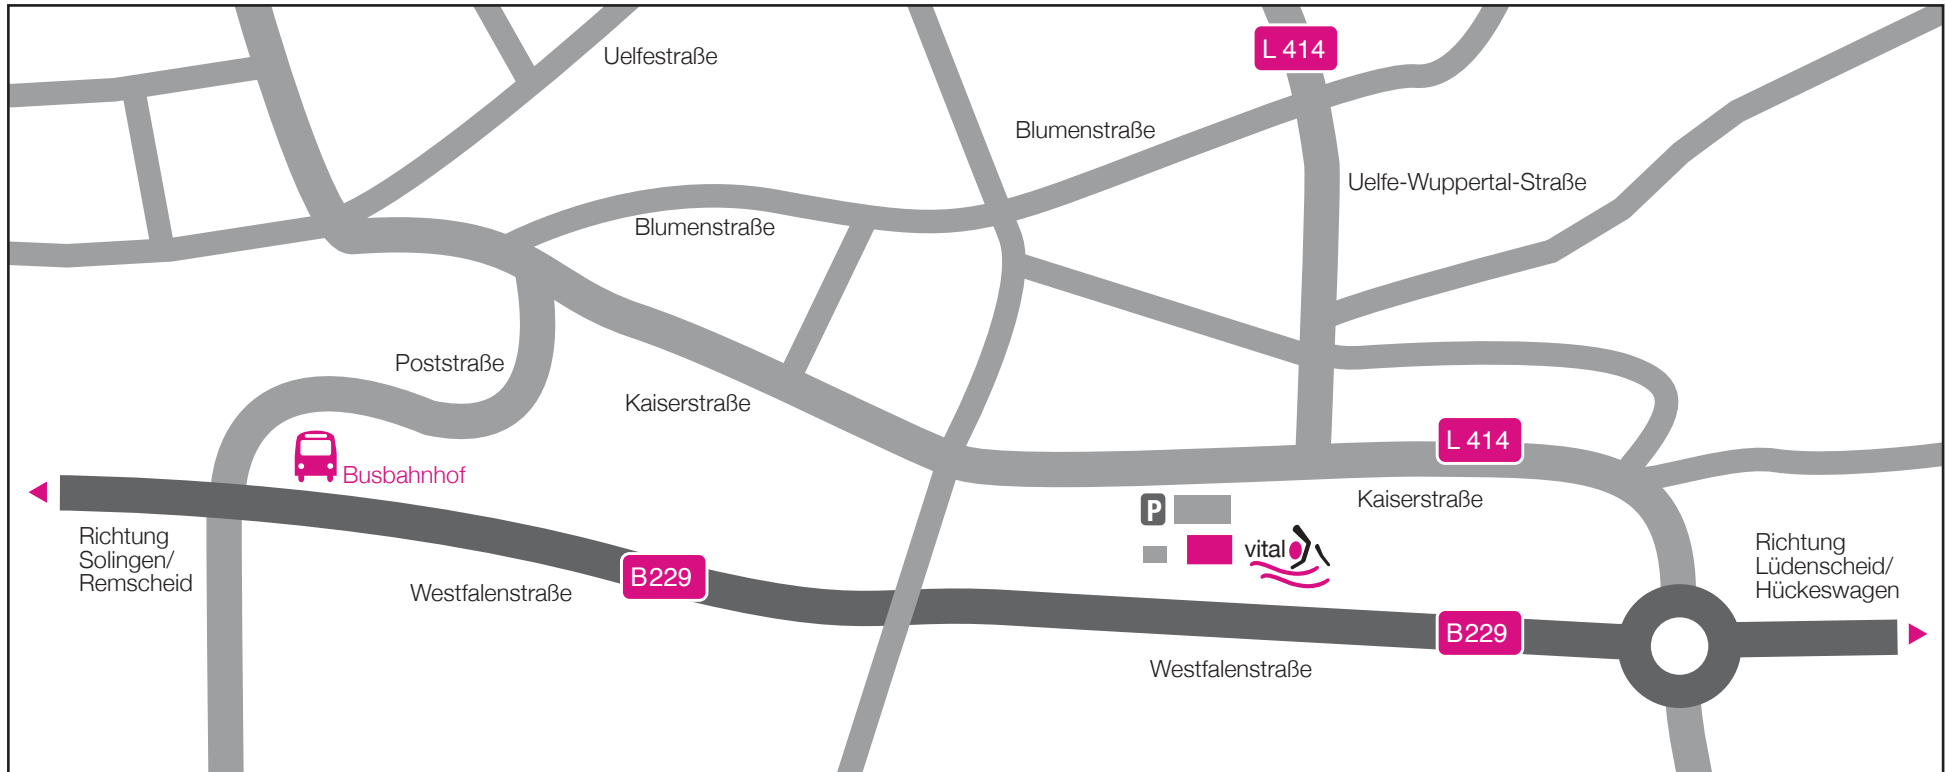 L 414
Uelfestraße
Blumenstraße
Uelfe-Wuppertal-Straße
Blumenstraße
Poststraße
Kaiserstraße
L 414
Busbahnhof
Kaiserstraße
P
Richtung
Solingen/
Remscheid
vital
Richtung
Lüdenscheid/
Hückeswagen
B229
Westfalenstraße
B229
Westfalenstraße